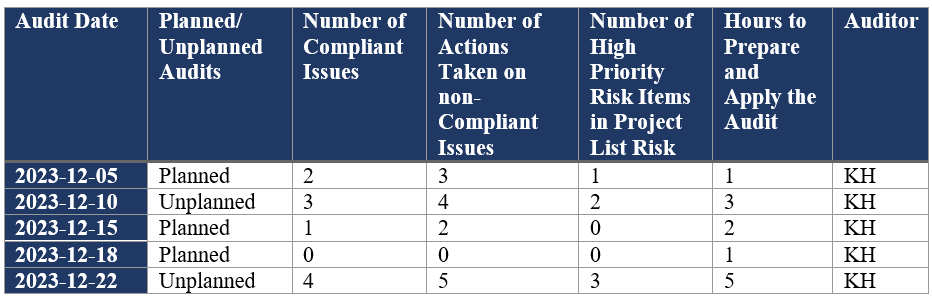 Audit Date Planned/ Unplanned Audits Number of Compliant Issues Number of Actions Taken on non- Compliant Issues Number of High Priority Risk Items in Project List Risk Hours to Prepare and Apply the Audit Auditor
2023-12-05 Planned 2 3 1 1 KH
2023-12-10 Unplanned 3 4 2 3 KH
2023-12-15 Planned 1 2 0 2 KH
2023-12-18 Planned 0 0 0 1 KH
2023-12-22 Unplanned 4 5 3 5 KH